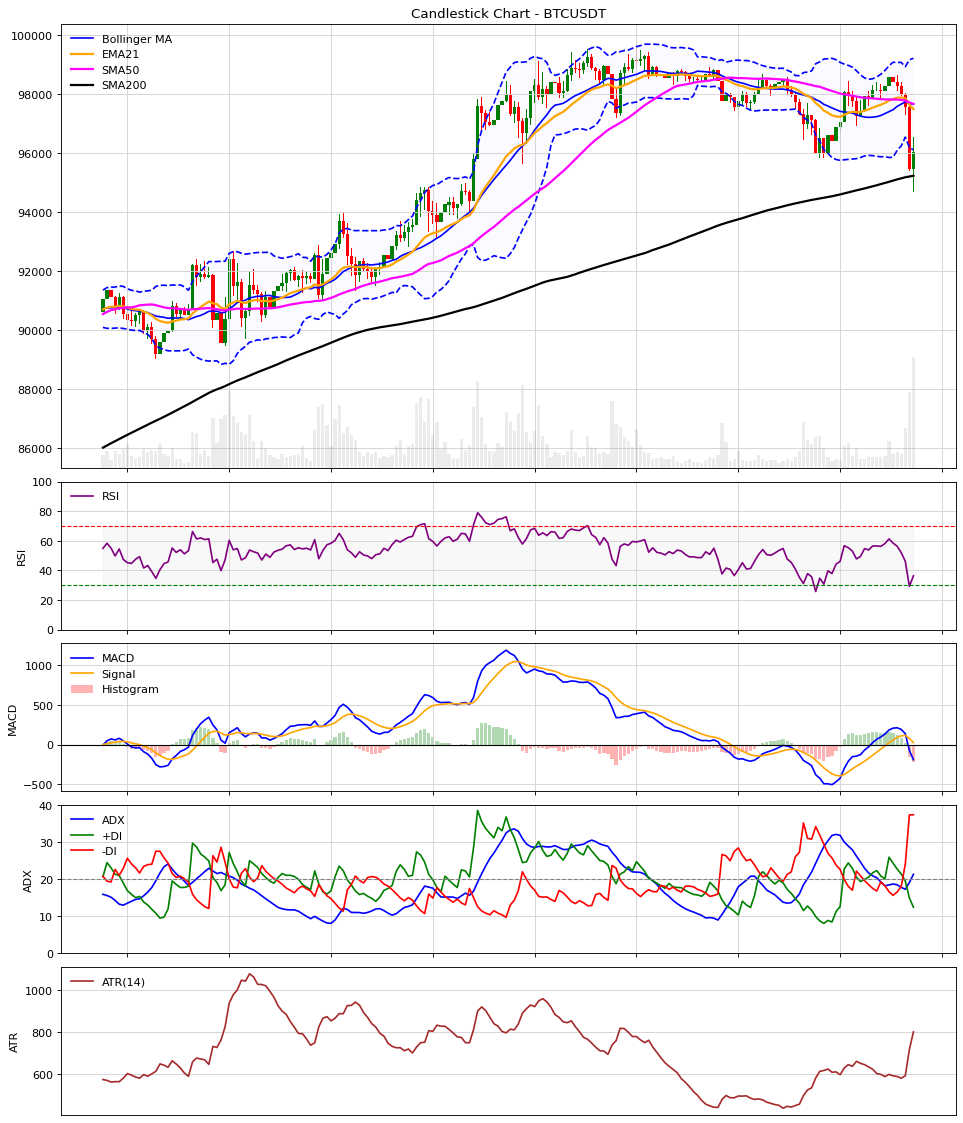 Candlestick Chart - BTCUSDT
100000
98000
96000
94000
92000
90000
88000
86000
Bollinger MA
EMA21
SMA50
SMA200
100
80
60
40
20
0
RSI
RSI
1000
500
0
−500
MACD
MACD
Signal
Histogram
40
30
20
10
0
ADX
ADX
+DI
-DI
1000
800
600
ATR
ATR(14)